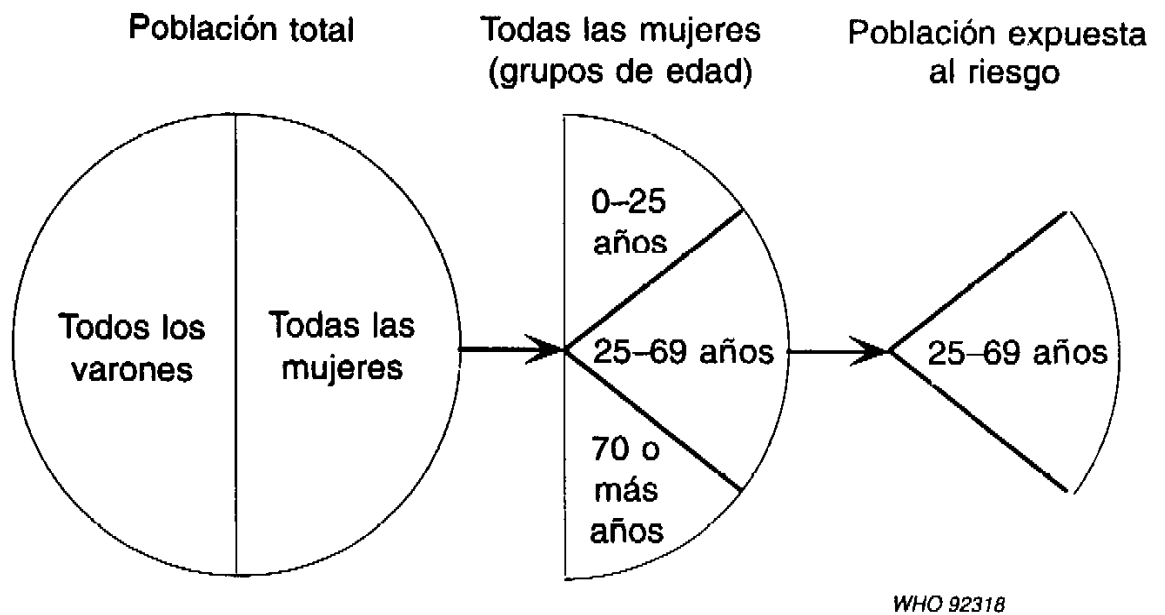 Población total
Todas las mujeres
(grupos de edad)
Población expuesta
al riesgo
Todos los
varones
Todas las
mujeres
0–25
años
25–69 años
70 o
más
años
25–69 años
WHO 92318